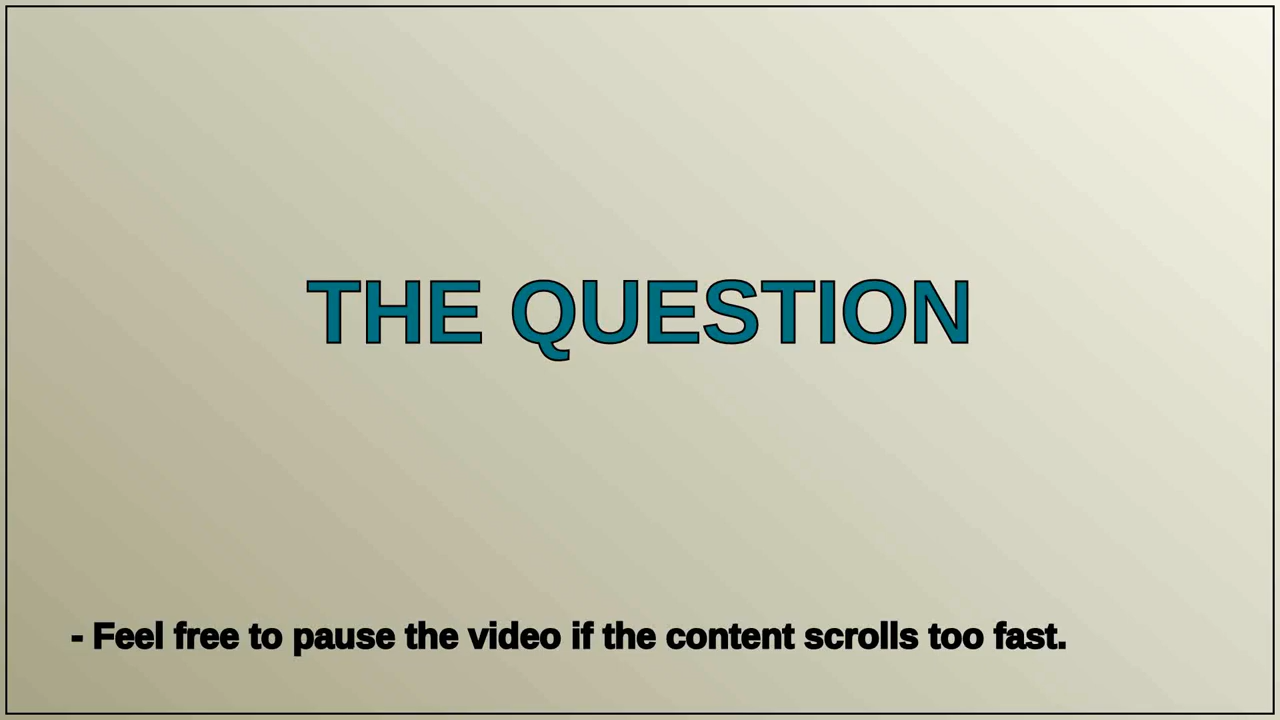 THE QUESTION
- Feel free to pause the video if the content scrolls too fast.